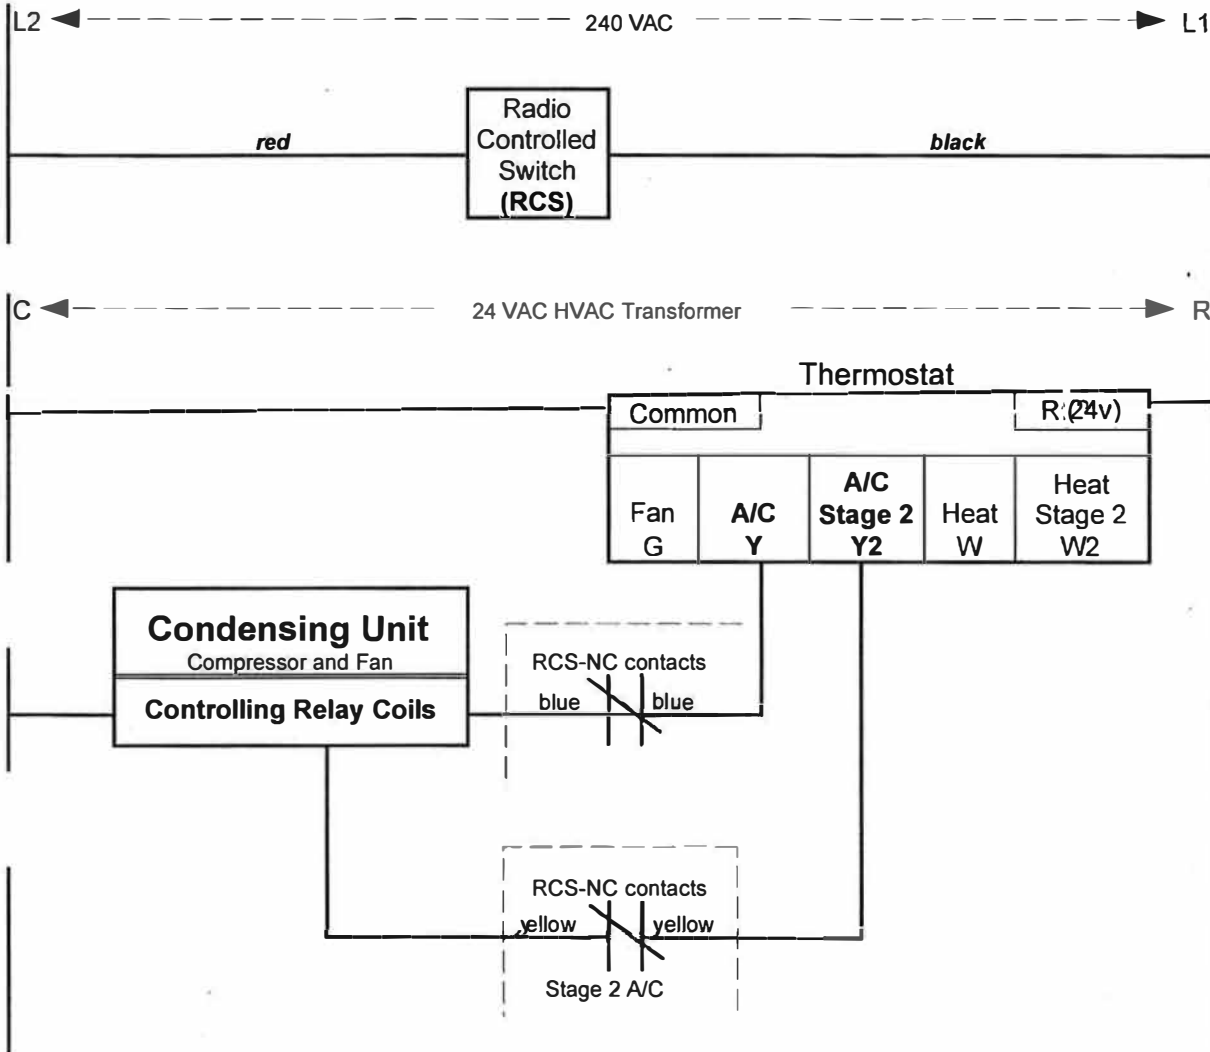 L2 240 VAC L1
Radio
Controlled
Switch
(RCS)
red
black
C 24 VAC HVAC Transformer R
Thermostat
Common
(24v)
Fan
G
A/C
Y
A/C
Stage 2
Y2
Heat
W
Heat
Stage 2
W2
Condensing Unit
Compressor and Fan
Controlling Relay Coils
RCS-NC contacts
blue blue
RCS-NC contacts
yellow yellow
Stage 2 A/C